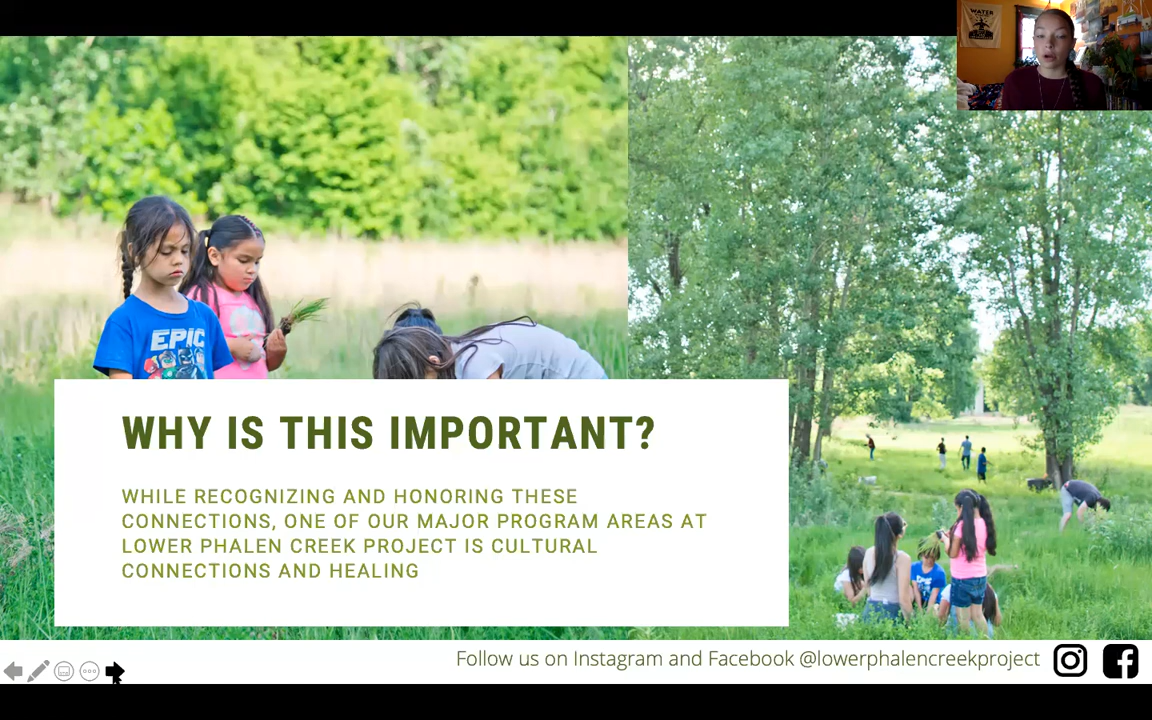 WATER
EPIC
WHY IS THIS IMPORTANT?
WHILE RECOGNIZING AND HONORING THESE
CONNECTIONS, ONE OF OUR MAJOR PROGRAM AREAS AT
LOWER PHALEN CREEK PROJECT IS CULTURAL
CONNECTIONS AND HEALING
Follow us on Instagram and Facebook @lowerphalencreekproject